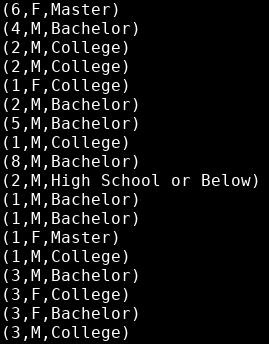 (6,F,Master)
(4,M,Bachelor)
(2,M,College)
(2,M,College)
(1,F,College)
(2,M,Bachelor)
(5,M,Bachelor)
(1,M,College)
(8,M,Bachelor)
(2,M,High School or Below)
(1,M,Bachelor)
(1,M,Bachelor)
(1,F,Master)
(1,M,College)
(3,M,Bachelor)
(3,F,College)
(3,F,Bachelor)
(3,M,College)